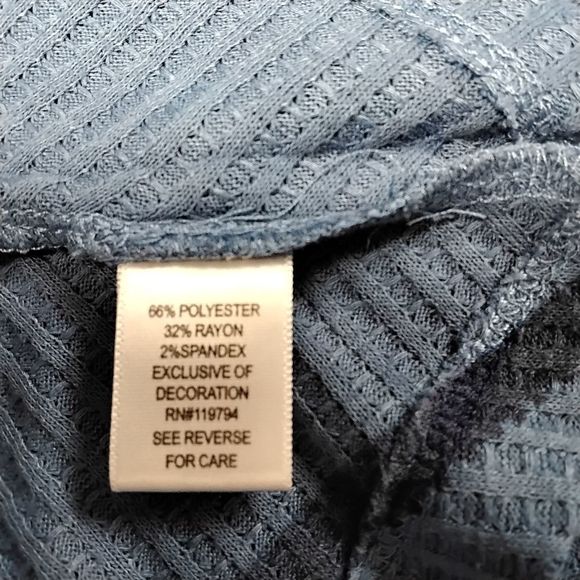 66% POLYESTER
32% RAYON
2%SPANDEX
EXCLUSIVE OF
DECORATION
RN#119794
SEE REVERSE
FOR CARE